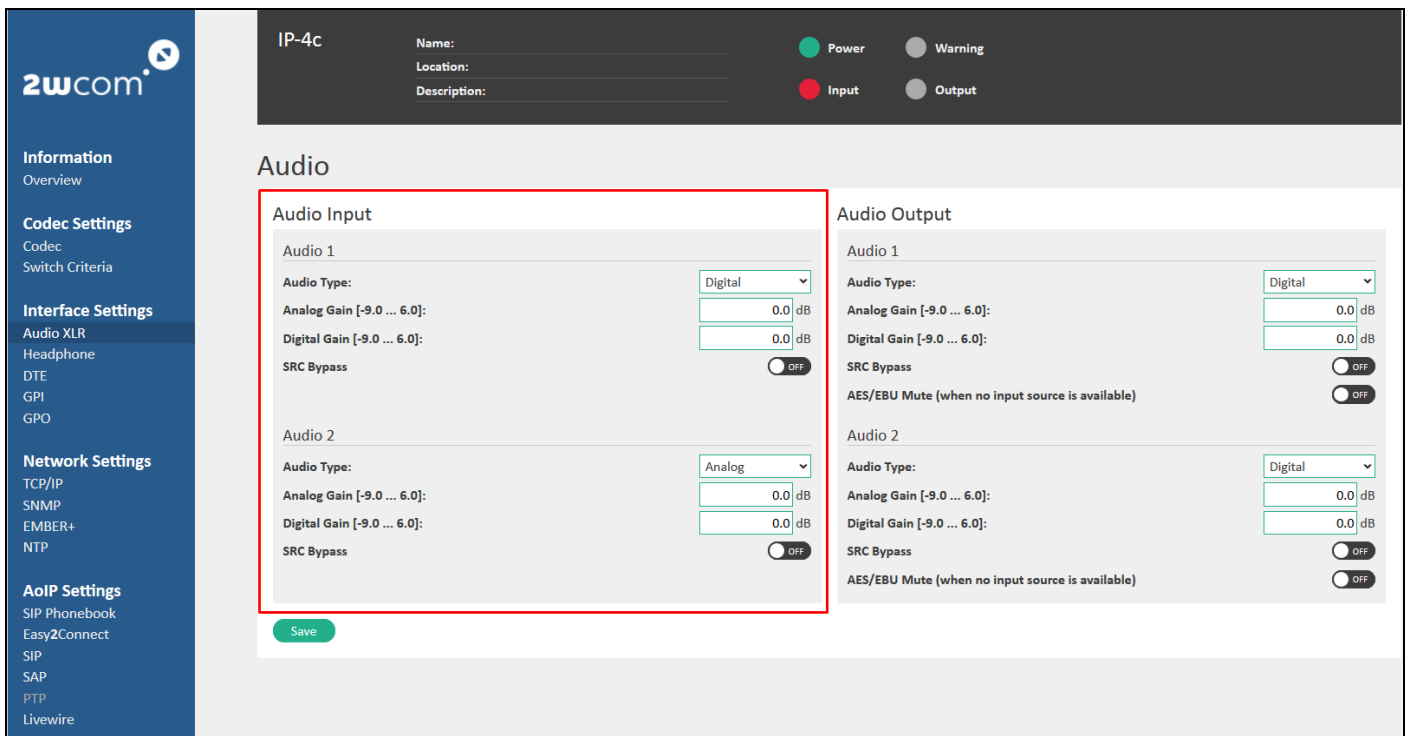 2wcom
Information
Overview
Codec Settings
Codec
Switch Criteria
Interface Settings
Audio XLR
Headphone
DTE
GPI
GPO
Network Settings
TCP/IP
SNMP
EMBER+
NTP
AoIP Settings
SIP Phonebook
Easy2Connect
SIP
SAP
PTP
Livewire
IP-4c
Name:
Location:
Description:
Power
Warning
Input
Output
Audio
Audio Input
Audio 1
Audio Type: Digital
Analog Gain [-9.0 ... 6.0]: 0.0 dB
Digital Gain [-9.0 ... 6.0]: 0.0 dB
SRC Bypass OFF
Audio 2
Audio Type: Analog
Analog Gain [-9.0 ... 6.0]: 0.0 dB
Digital Gain [-9.0 ... 6.0]: 0.0 dB
SRC Bypass OFF
Audio Output
Audio 1
Audio Type: Digital
Analog Gain [-9.0 ... 6.0]: 0.0 dB
Digital Gain [-9.0 ... 6.0]: 0.0 dB
SRC Bypass OFF
AES/EBU Mute (when no input source is available) OFF
Audio 2
Audio Type: Digital
Analog Gain [-9.0 ... 6.0]: 0.0 dB
Digital Gain [-9.0 ... 6.0]: 0.0 dB
SRC Bypass OFF
AES/EBU Mute (when no input source is available) OFF
Save